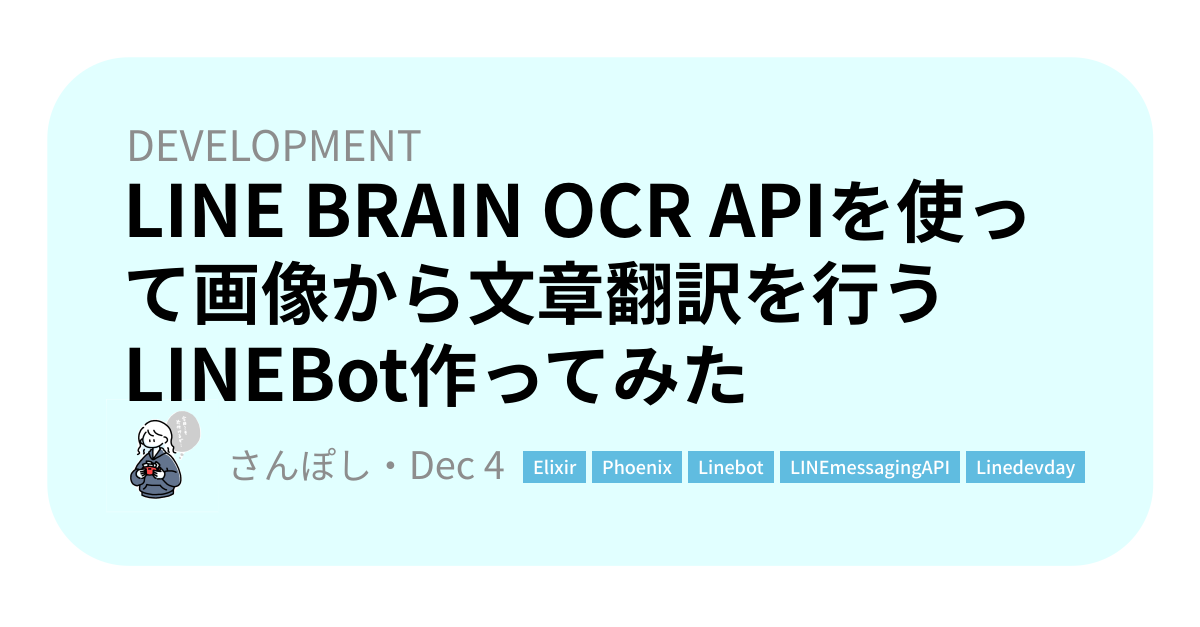 DEVELOPMENT
LINE BRAIN OCR APIを使っ
て画像から文章翻訳を行う
LINEBot作ってみた
さんぽし・Dec 4 Elixir Phoenix Linebot LINEmessagingAPI Linedevday